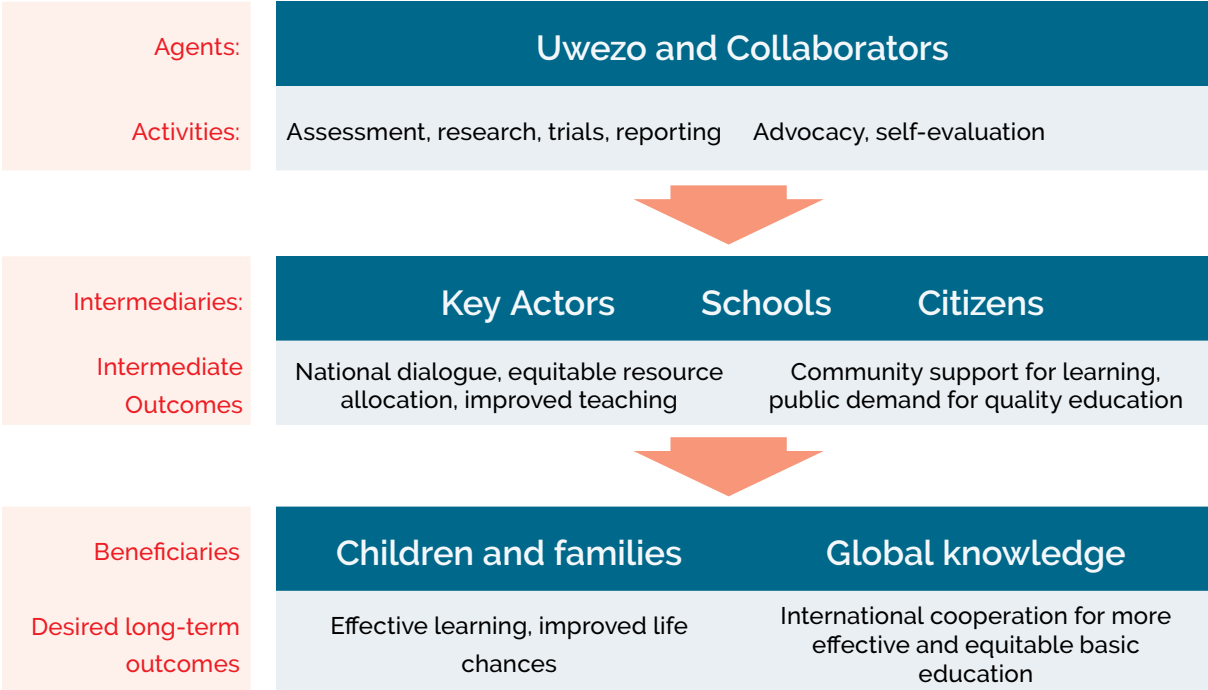 Agents:
Uwezo and Collaborators
Activities:
Assessment, research, trials, reporting
Advocacy, self-evaluation
Intermediaries:
Key Actors
Schools
Citizens
Intermediate
Outcomes
National dialogue, equitable resource
allocation, improved teaching
Community support for learning,
public demand for quality education
Beneficiaries
Children and families
Global knowledge
Desired long-term
outcomes
Effective learning, improved life
chances
International cooperation for more
effective and equitable basic
education